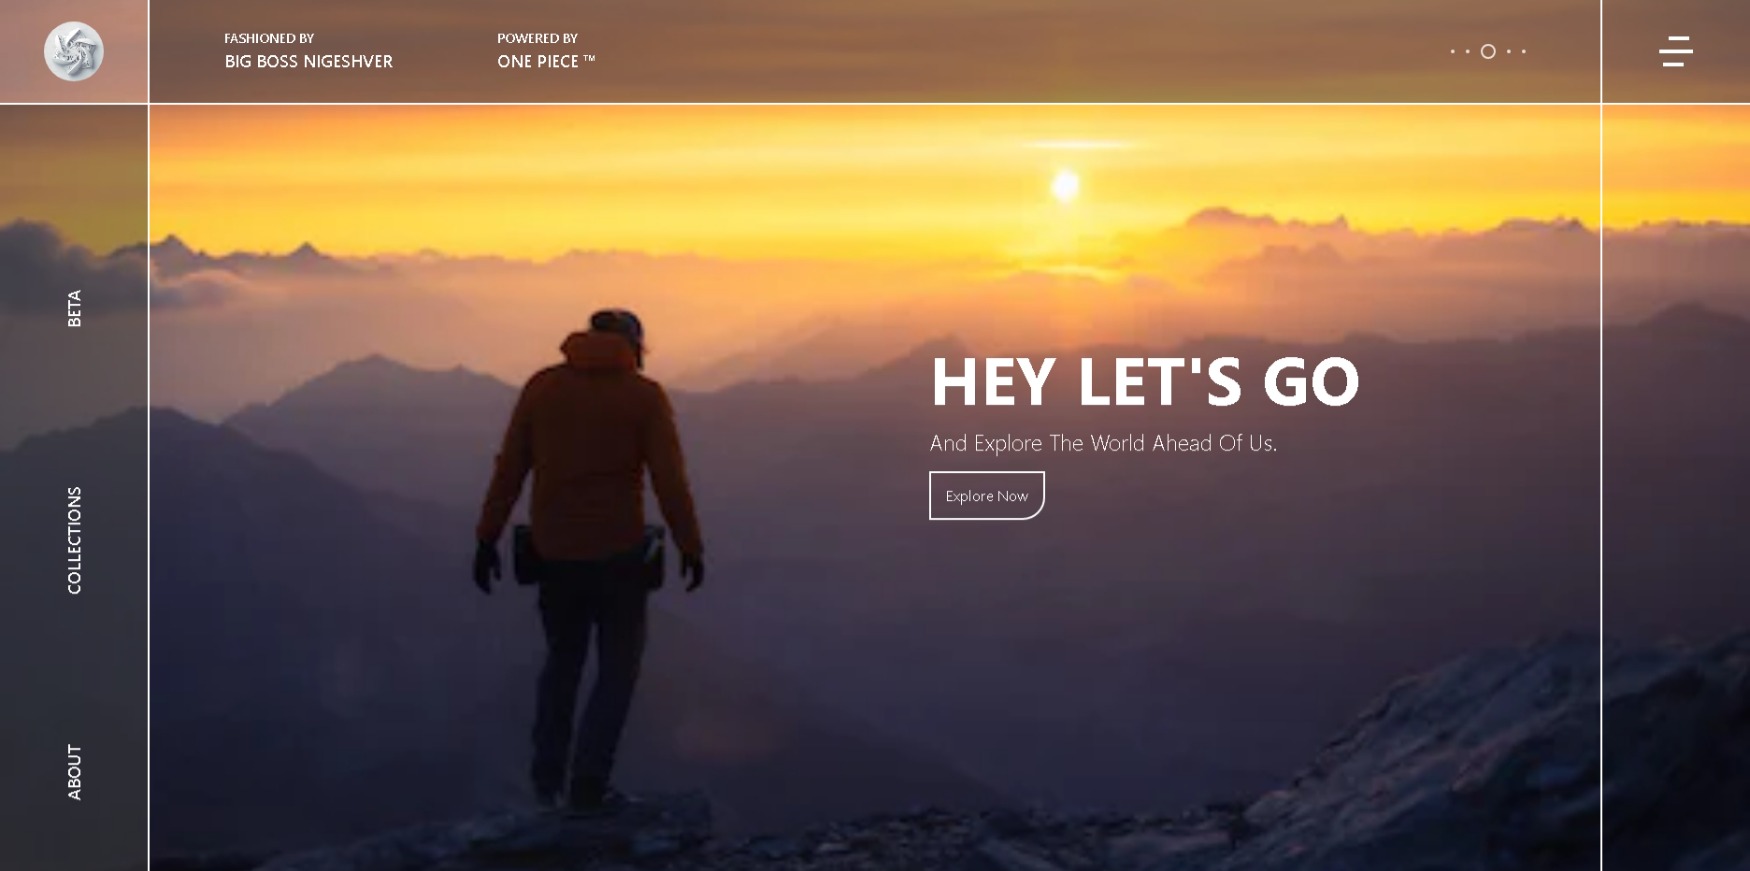 FASHIONED BY
BIG BOSS NIGESHVER
POWERED BY
ONE PIECE ™
BETA
COLLECTIONS
ABOUT
HEY LET'S GO
And Explore The World Ahead Of Us.
Explore Now